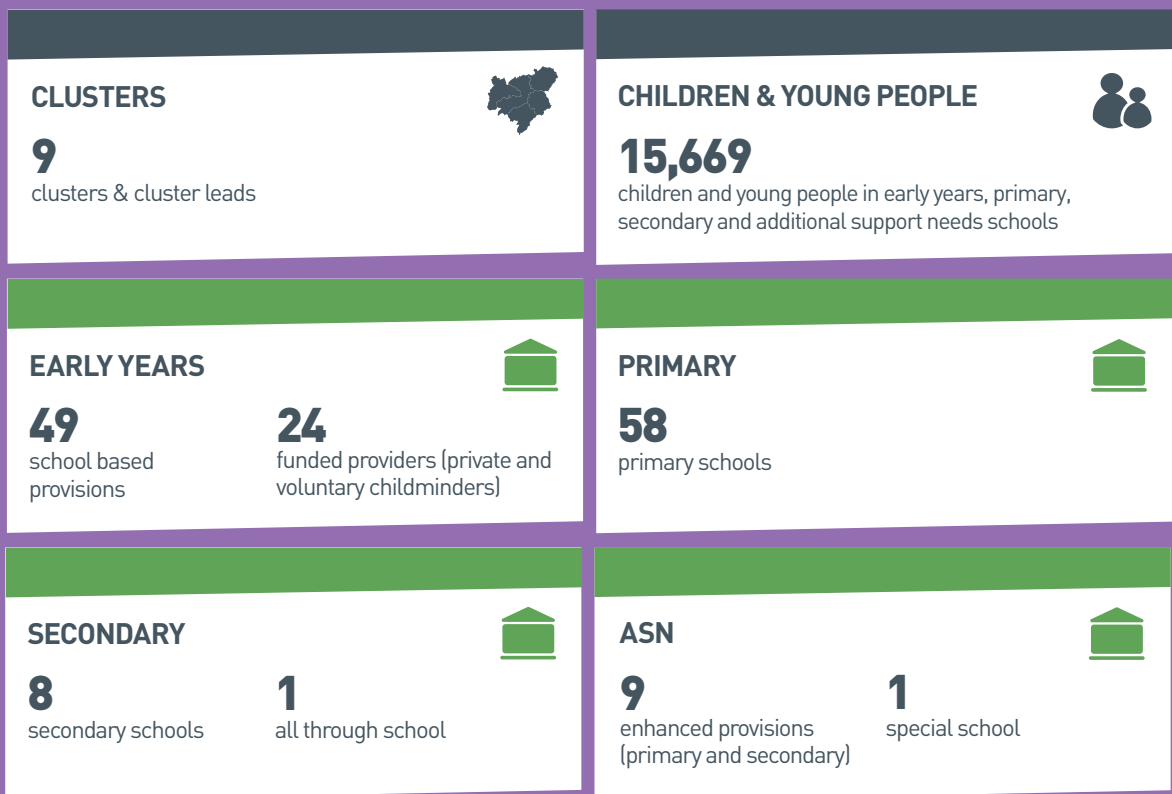 CLUSTERS
9
clusters & cluster leads
CHILDREN & YOUNG PEOPLE
15,669
children and young people in early years, primary,
secondary and additional support needs schools
EARLY YEARS
49
school based
provisions
24
funded providers (private and
voluntary childminders)
PRIMARY
58
primary schools
SECONDARY
8
secondary schools
1
all through school
ASN
9
enhanced provisions
(primary and secondary)
1
special school